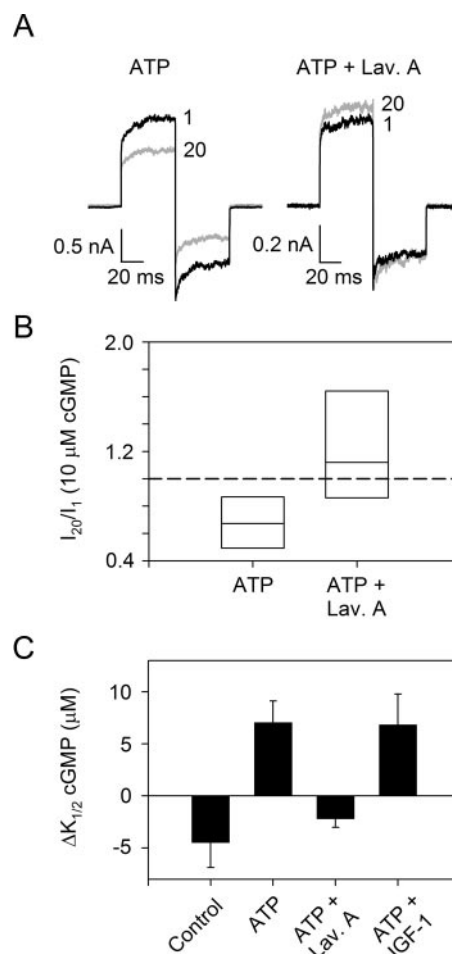 A
ATP
ATP + Lav. A
1
20
20
1
0.5 nA
20 ms
0.2 nA
20 ms
B
I₂₀/I₁ (10 μM cGMP)
2.0
1.2
0.4
ATP
ATP +
Lav. A
C
ΔK₁/₂ cGMP (μM)
10
5
0
-5
Control
ATP
ATP +
Lav. A
ATP +
IGF-1